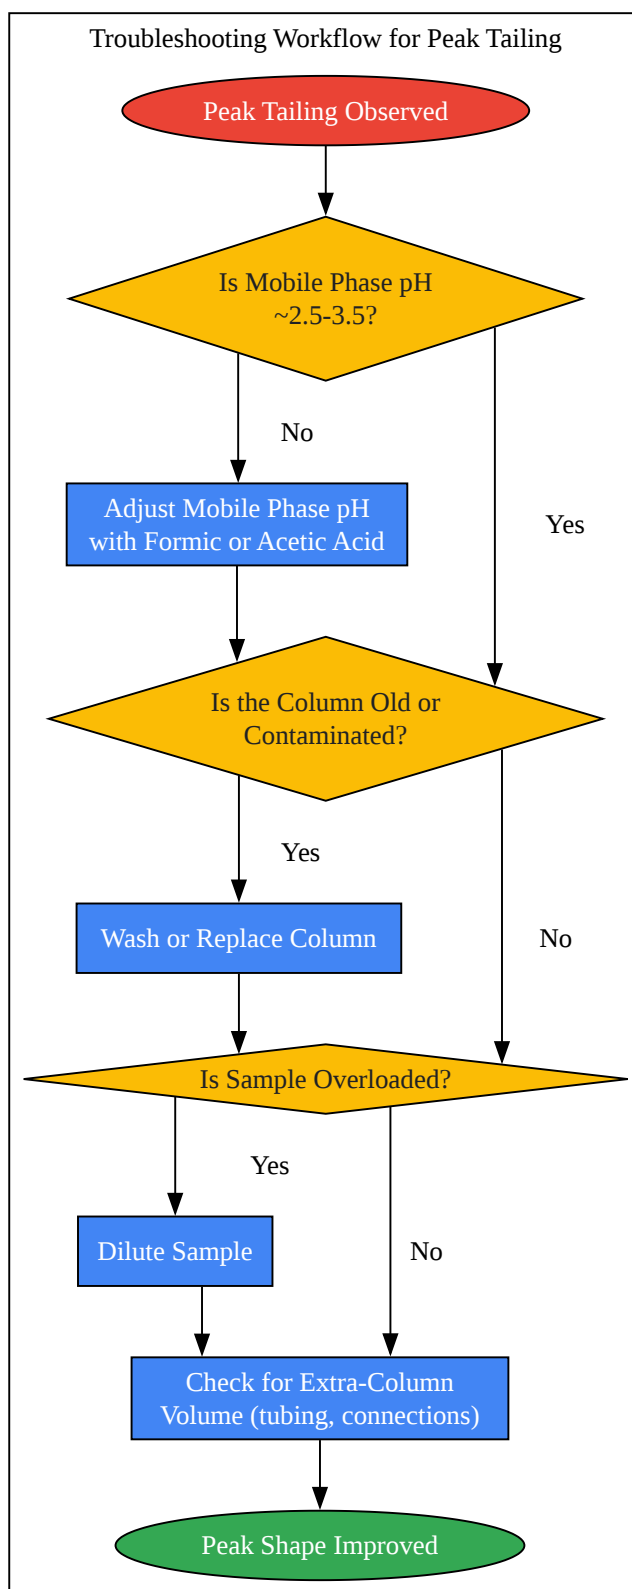 Troubleshooting Workflow for Peak Tailing
Peak Tailing Observed
Is Mobile Phase pH
~2.5-3.5?
No
Adjust Mobile Phase pH
with Formic or Acetic Acid
Yes
Is the Column Old or
Contaminated?
Yes
Wash or Replace Column
No
Is Sample Overloaded?
Yes
Dilute Sample
No
Check for Extra-Column
Volume (tubing, connections)
Peak Shape Improved